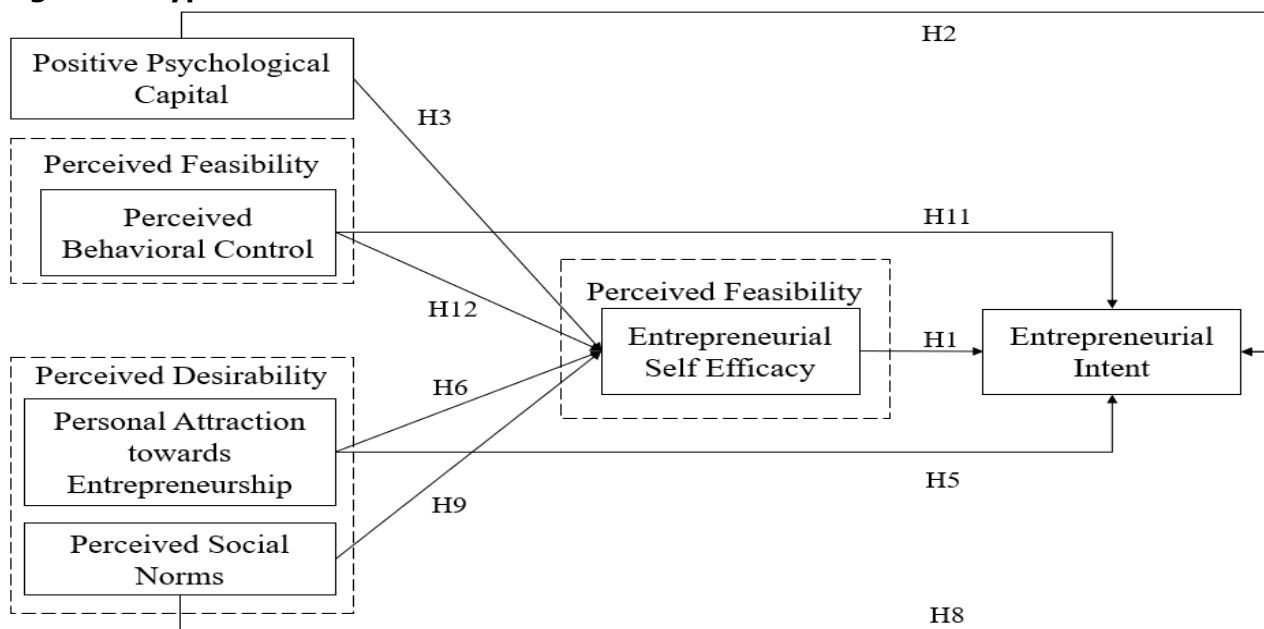 H2
Positive Psychological
Capital
H3
Perceived Feasibility
Perceived
Behavioral Control
H11
H12
Perceived Feasibility
Entrepreneurial
Self Efficacy
H1
Entrepreneurial
Intent
Perceived Desirability
H6
Personal Attraction
towards
Entrepreneurship
H5
H9
Perceived Social
Norms
H8